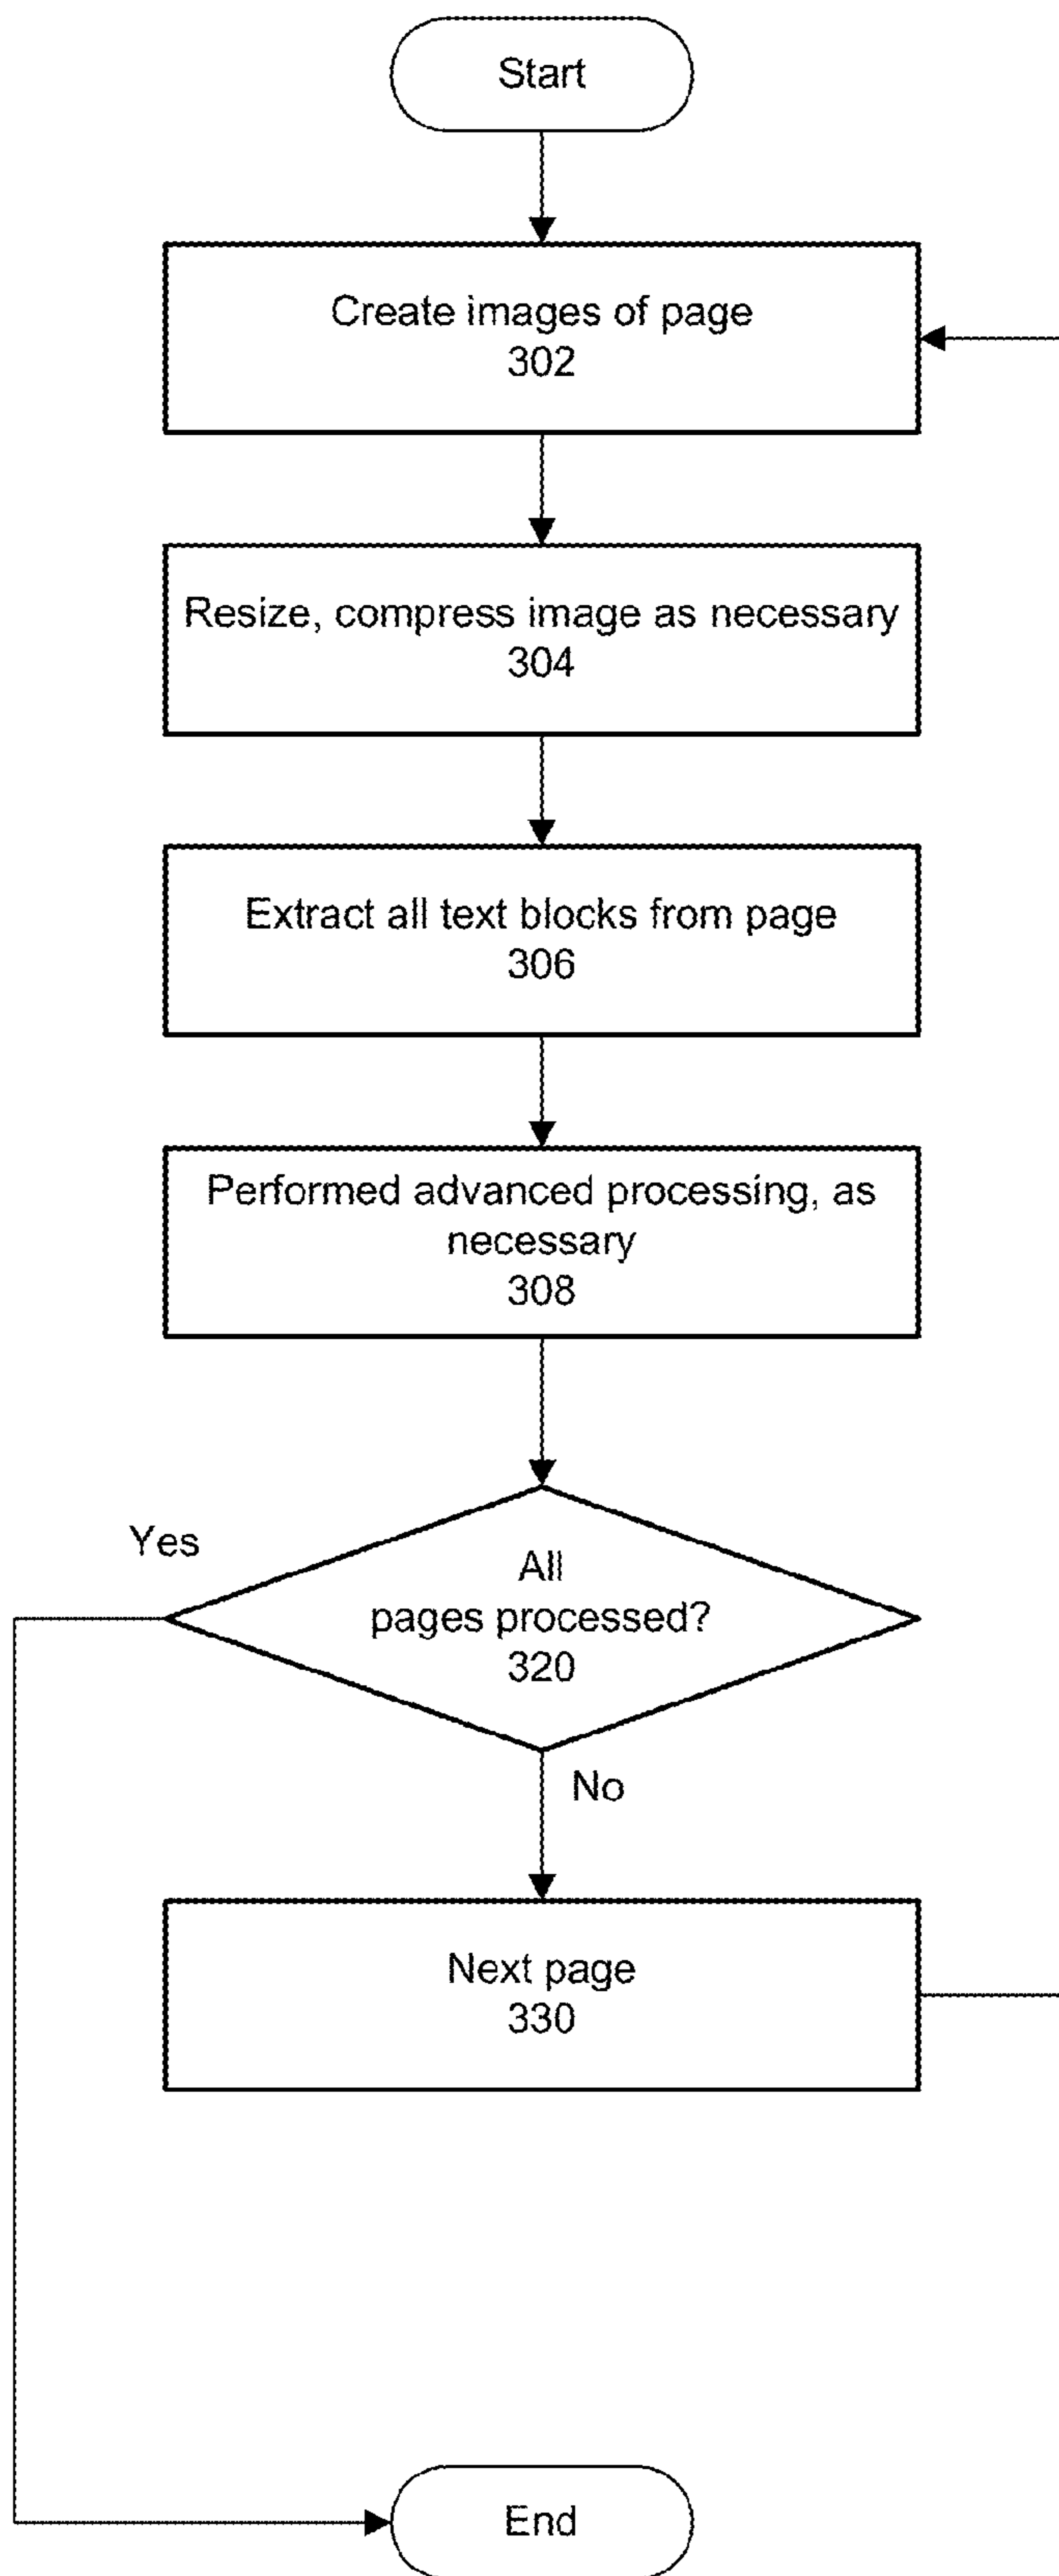 Start
Create images of page
302
Resize, compress image as necessary
304
Extract all text blocks from page
306
Performed advanced processing, as
necessary
308
Yes
All
pages processed?
320
No
Next page
330
End